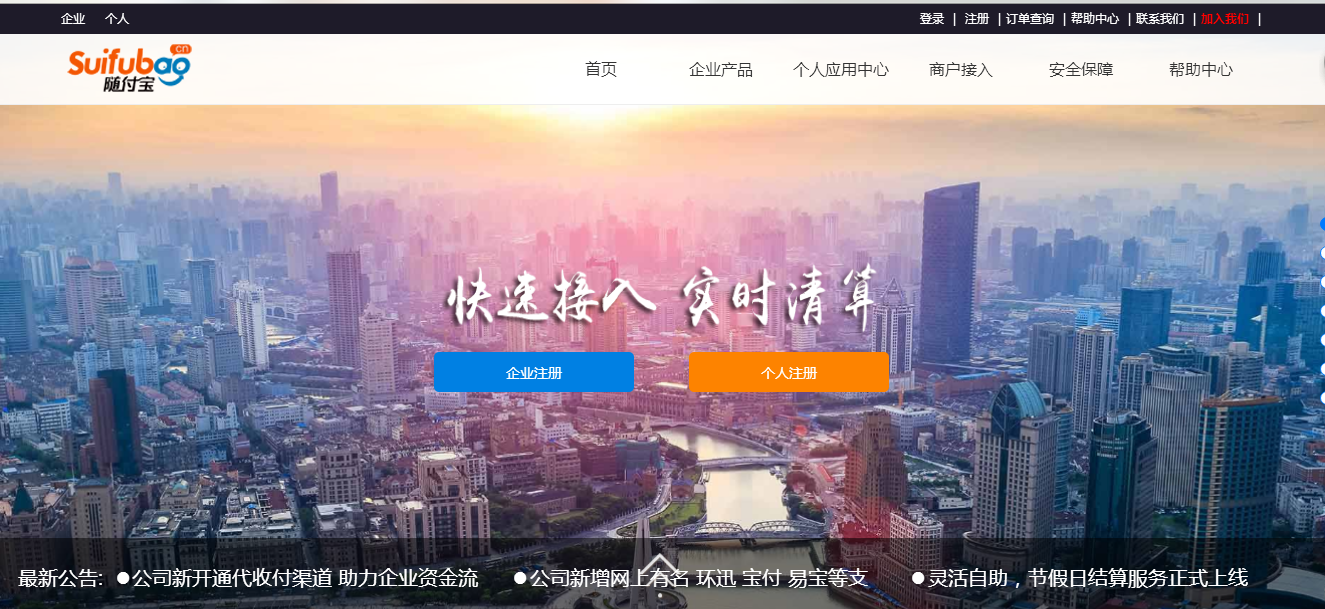 企业 个人 登录 | 注册 | 订单查询 | 帮助中心 | 联系我们 | 加入我们 |
Suifubao cn
随付宝
首页 企业产品 个人应用中心 商户接入 安全保障 帮助中心
快速接入 实时清算
企业注册 个人注册
最新公告: ●公司新开通代收付渠道 助力企业资金流 ●公司新增网上有名 环迅 宝付 易宝等支 ●灵活自助，节假日结算服务正式上线